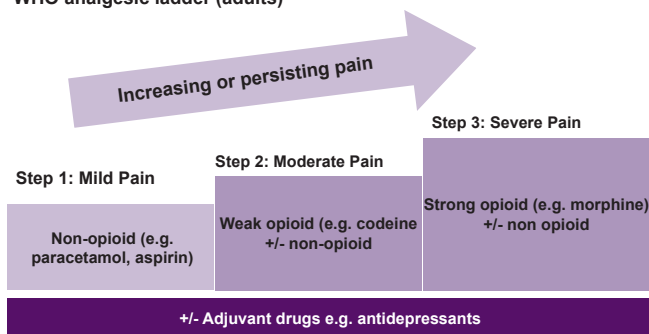 WHO analgesic ladder (adults)
Increasing or persisting pain
Step 3: Severe Pain
Step 2: Moderate Pain
Step 1: Mild Pain
Strong opioid (e.g. morphine)
+/- non opioid
Weak opioid (e.g. codeine
+/- non-opioid
Non-opioid (e.g.
paracetamol, aspirin)
+/- Adjuvant drugs e.g. antidepressants